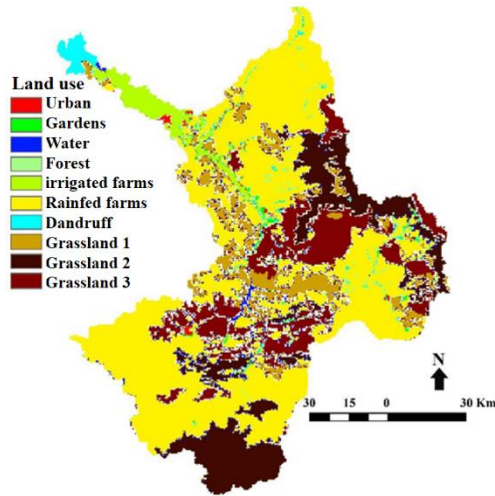 Land use
Urban
Gardens
Water
Forest
irrigated farms
Rainfed farms
Dandruff
Grassland 1
Grassland 2
Grassland 3
N
30 15 0 30 Km